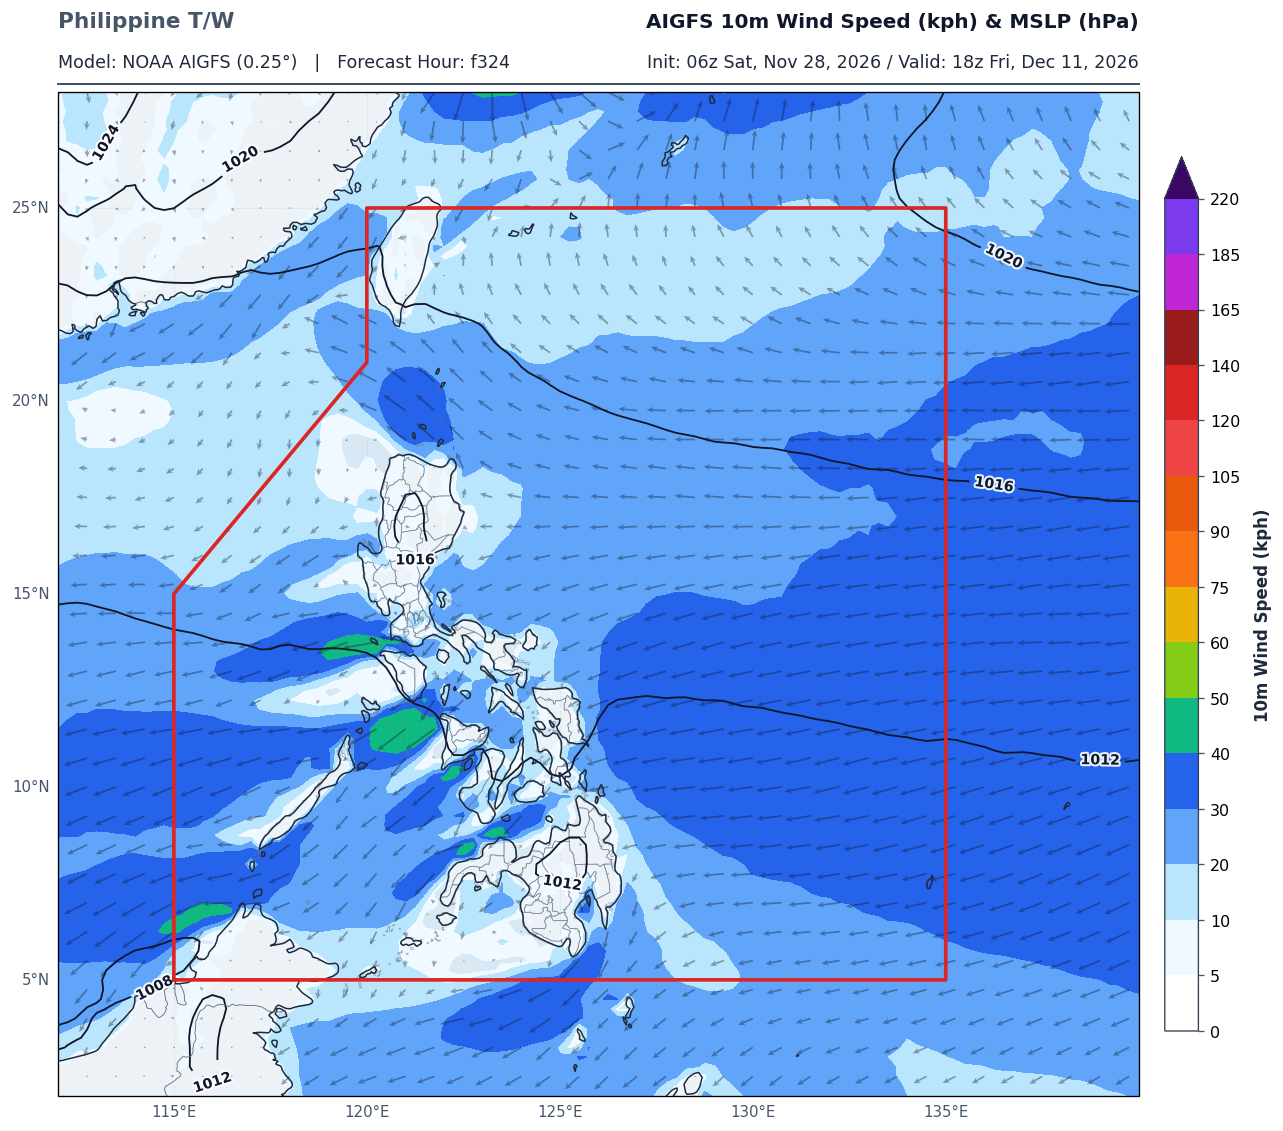 Philippine T/W
AIGFS 10m Wind Speed (kph) & MSLP (hPa)
Model: NOAA AIGFS (0.25°) | Forecast Hour: f324
Init: 06z Sat, Nov 28, 2026 / Valid: 18z Fri, Dec 11, 2026
1024
1020
1020
1016
1016
1012
1012
1008
1012
25°N
20°N
15°N
10°N
5°N
115°E
120°E
125°E
130°E
135°E
220
185
165
140
120
105
90
75
60
50
40
30
20
10
5
0
10m Wind Speed (kph)